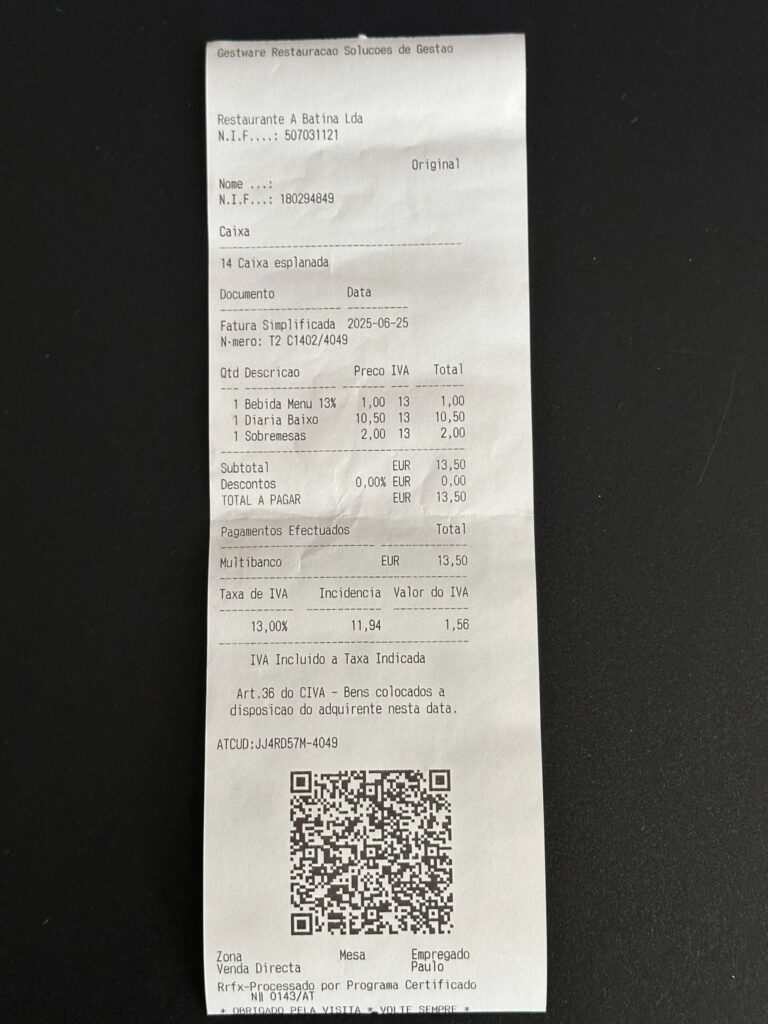 Gestware Restauracao Solucoes de Gestao
Restaurante A Batina Lda
N.I.F....: 507031121
Original
Nome ...:
N.I.F...: 180294849
Caixa
14 Caixa esplanada
Documento Data
Fatura Simplificada 2025-06-25
N·mero: T2 C1402/4049
Qtd Descricao Preco IVA Total
1 Bebida Menu 13% 1,00 13 1,00
1 Diaria Baixo 10,50 13 10,50
1 Sobremesas 2,00 13 2,00
Subtotal EUR 13,50
Descontos 0,00% EUR 0,00
TOTAL A PAGAR EUR 13,50
Pagamentos Efectuados Total
Multibanco EUR 13,50
Taxa de IVA Incidencia Valor do IVA
13,00% 11,94 1,56
IVA Incluido a Taxa Indicada
Art.36 do CIVA - Bens colocados a
disposicao do adquirente nesta data.
ATCUD:JJ4RD57M-4049
Zona Mesa Empregado
Venda Directa Paulo
Rrfx-Processado por Programa Certificado
N║ 0143/AT
* OBRIGADO PELA VISITA * VOLTE SEMPRE *